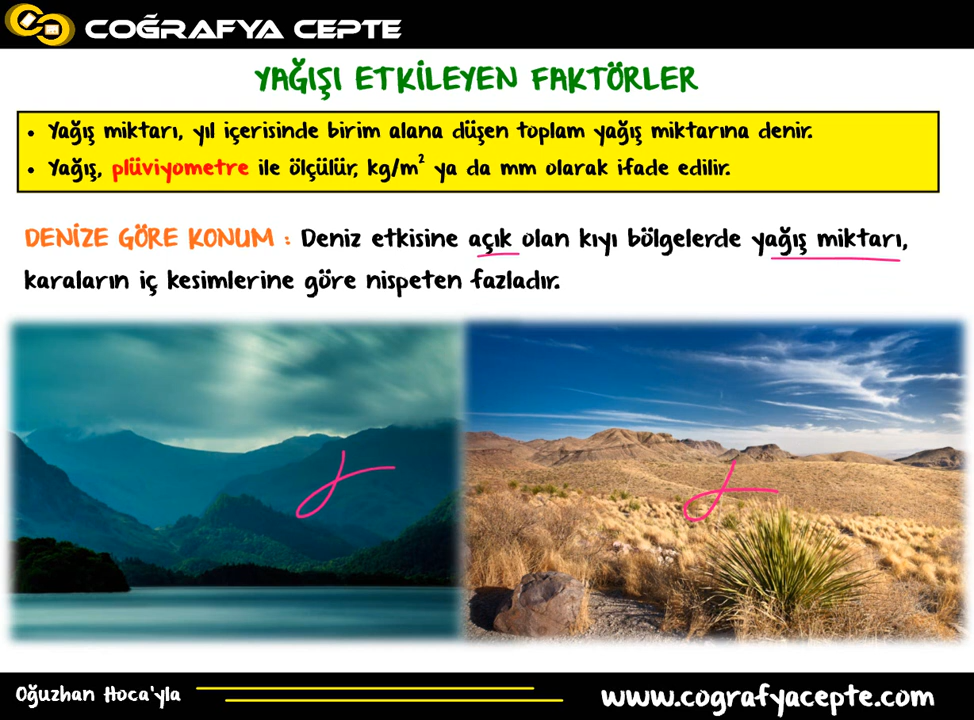 COĞRAFYA CEPTE
YAĞIŞI ETKİLEYEN FAKTÖRLER
• Yağış miktarı, yıl içerisinde birim alana düşen toplam yağış miktarına denir.
• Yağış, plüviyometre ile ölçülür, kg/m² ya da mm olarak ifade edilir.
DENİZE GÖRE KONUM : Deniz etkisine açık olan kıyı bölgelerde yağış miktarı,
karaların iç kesimlerine göre nispeten fazladır.
Oğuzhan Hoca'yla
www.cografyacepte.com